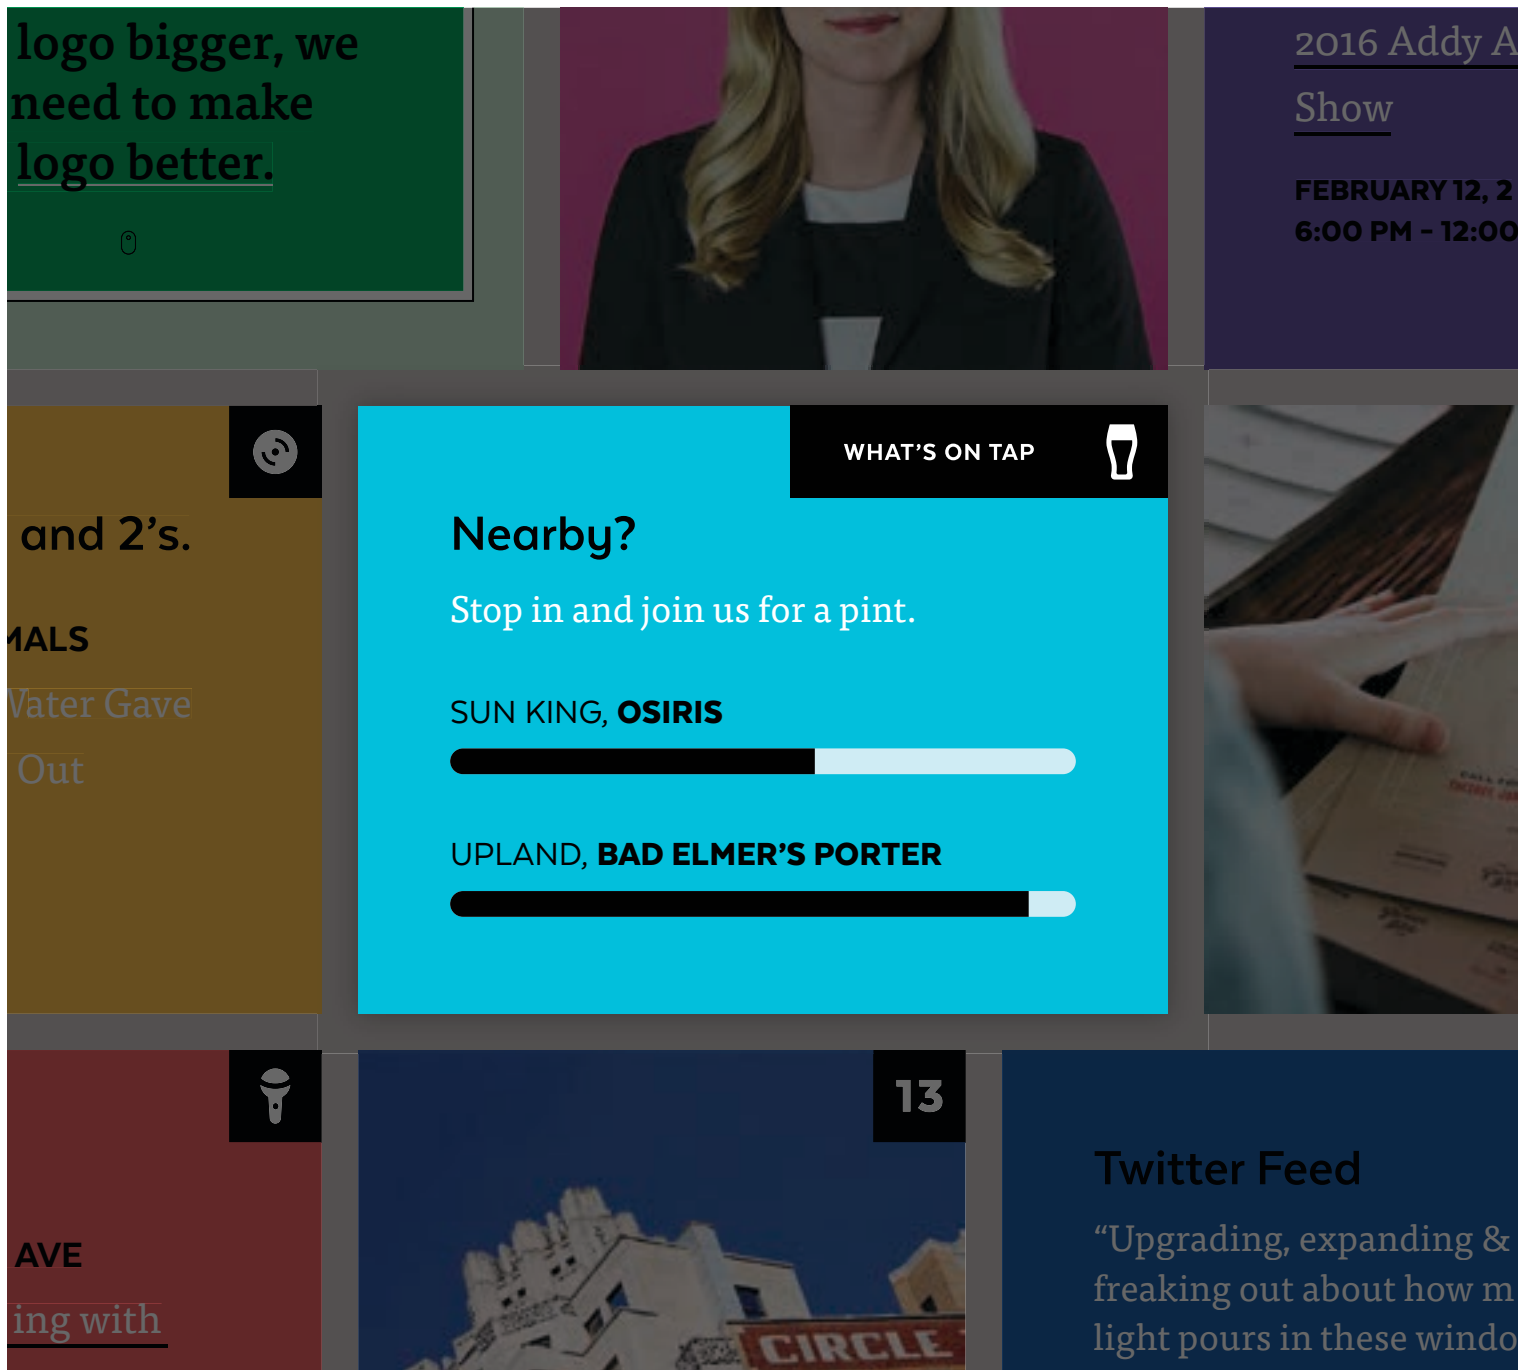 logo bigger, we
need to make
logo better.
2016 Addy A
Show
FEBRUARY 12, 2
6:00 PM – 12:00
WHAT’S ON TAP
and 2’s.
MALS
Water Gave
Out
Nearby?
Stop in and join us for a pint.
SUN KING, OSIRIS
UPLAND, BAD ELMER’S PORTER
AVE
ing with
13
CIRCLE
Twitter Feed
“Upgrading, expanding &
freaking out about how m
light pours in these windo